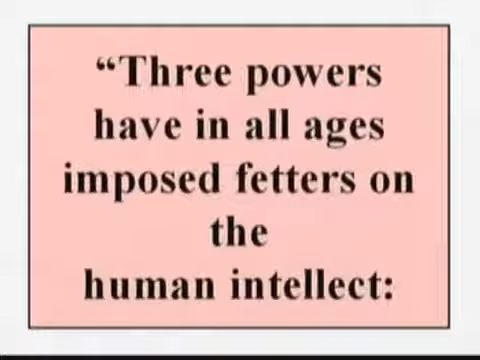 “Three powers
have in all ages
imposed fetters on
the
human intellect: